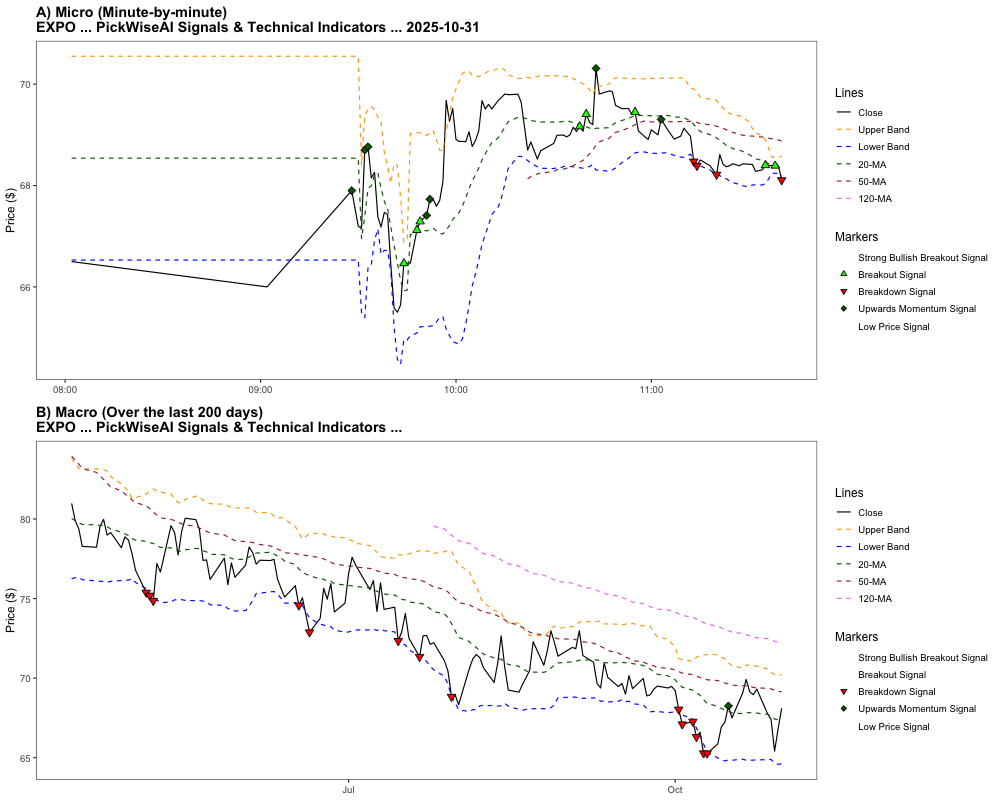 A) Micro (Minute-by-minute)
EXPO ... PickWiseAI Signals & Technical Indicators ... 2025-10-31
Price ($)
70
68
66
08:00
09:00
10:00
11:00
Lines
Close
Upper Band
Lower Band
20-MA
50-MA
120-MA
Markers
Strong Bullish Breakout Signal
Breakout Signal
Breakdown Signal
Upwards Momentum Signal
Low Price Signal
B) Macro (Over the last 200 days)
EXPO ... PickWiseAI Signals & Technical Indicators ...
Price ($)
80
75
70
65
Jul
Oct
Lines
Close
Upper Band
Lower Band
20-MA
50-MA
120-MA
Markers
Strong Bullish Breakout Signal
Breakout Signal
Breakdown Signal
Upwards Momentum Signal
Low Price Signal